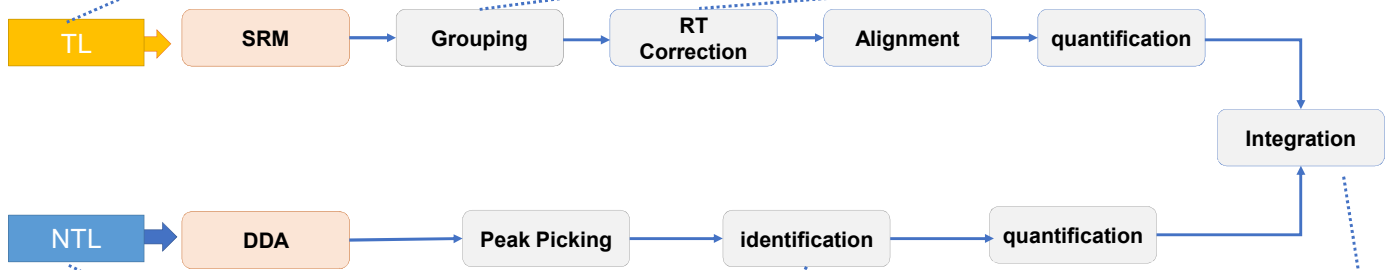 TL
SRM
Grouping
RT
Correction
Alignment
quantification
Integration
NTL
DDA
Peak Picking
identification
quantification